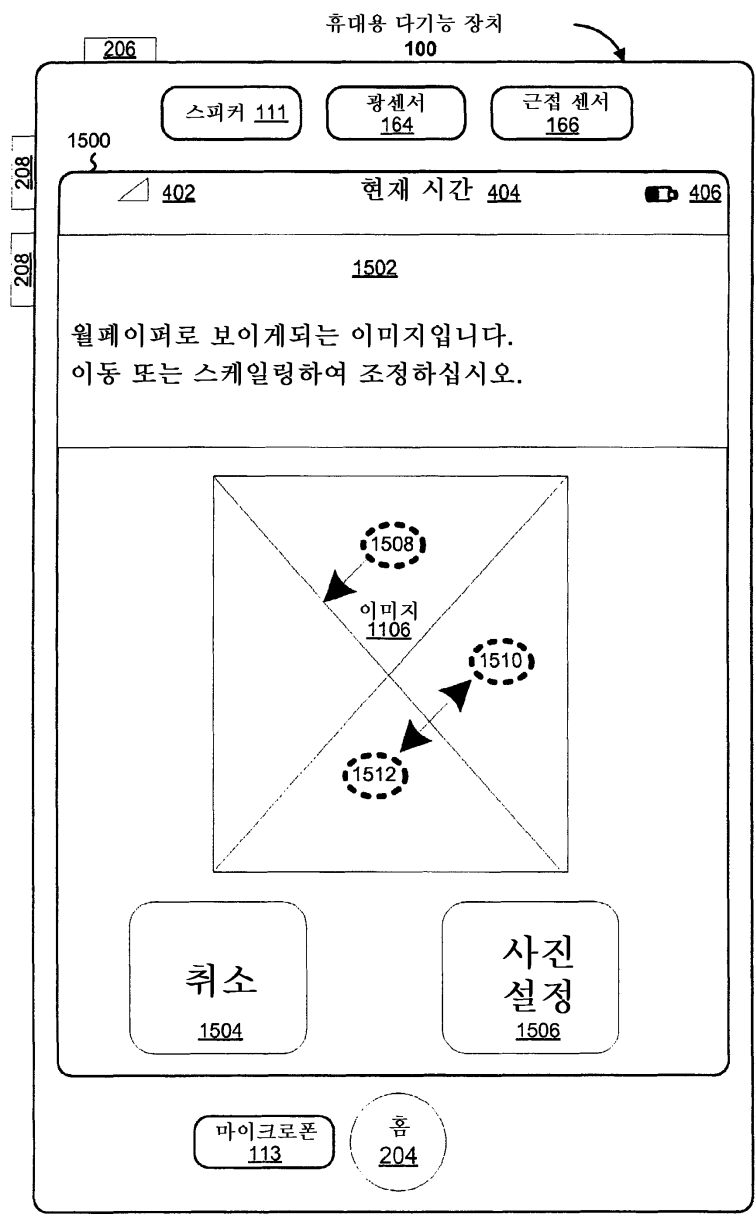 휴대용 다기능 장치
100
206
스피커 111
광센서
164
근접 센서
166
1500
208
208
402
현재 시간 404
406
1502
월페이퍼로 보이게되는 이미지입니다.
이동 또는 스케일링하여 조정하십시오.
1508
이미지
1106
1510
1512
취소
1504
사진
설정
1506
마이크로폰
113
홈
204